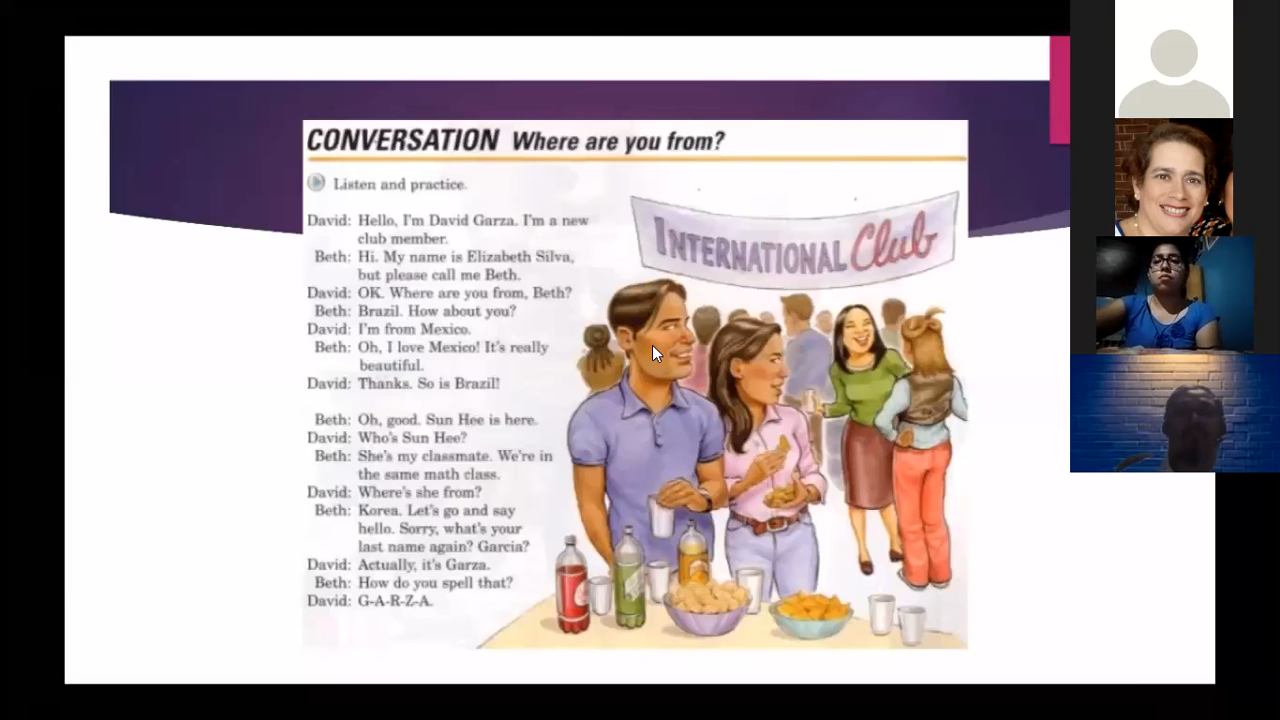 CONVERSATION Where are you from?
Listen and practice.
David: Hello, I'm David Garza. I'm a new
club member.
Beth: Hi. My name is Elizabeth Silva,
but please call me Beth.
David: OK. Where are you from, Beth?
Beth: Brazil. How about you?
David: I'm from Mexico.
Beth: Oh, I love Mexico! It's really
beautiful.
David: Thanks. So is Brazil!
Beth: Oh, good. Sun Hee is here.
David: Who's Sun Hee?
Beth: She's my classmate. We're in
the same math class.
David: Where's she from?
Beth: Korea. Let's go and say
hello. Sorry, what's your
last name again? Garcia?
David: Actually, it's Garza.
Beth: How do you spell that?
David: G-A-R-Z-A.
INTERNATIONAL Club